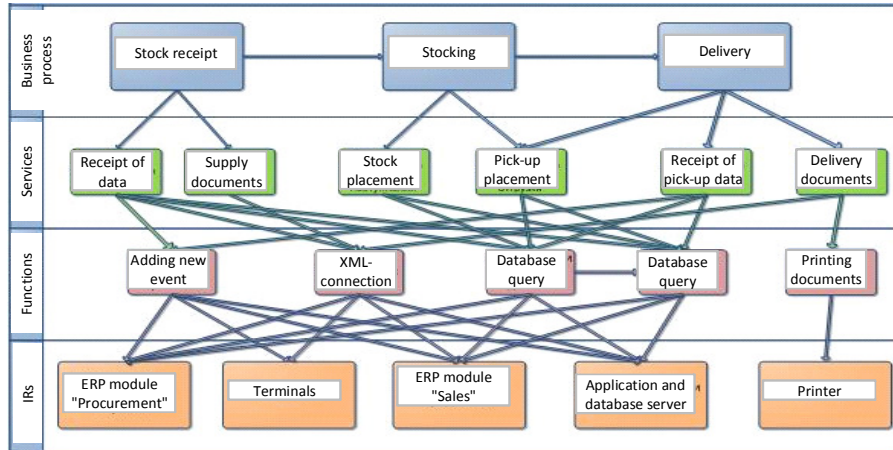 Business
process
Stock receipt
Stocking
Delivery
Services
Receipt of
data
Supply
documents
Stock
placement
Pick-up
placement
Receipt of
pick-up data
Delivery
documents
Functions
Adding new
event
XML-
connection
Database
query
Database
query
Printing
documents
IRs
ERP module
"Procurement"
Terminals
ERP module
"Sales"
Application and
database server
Printer